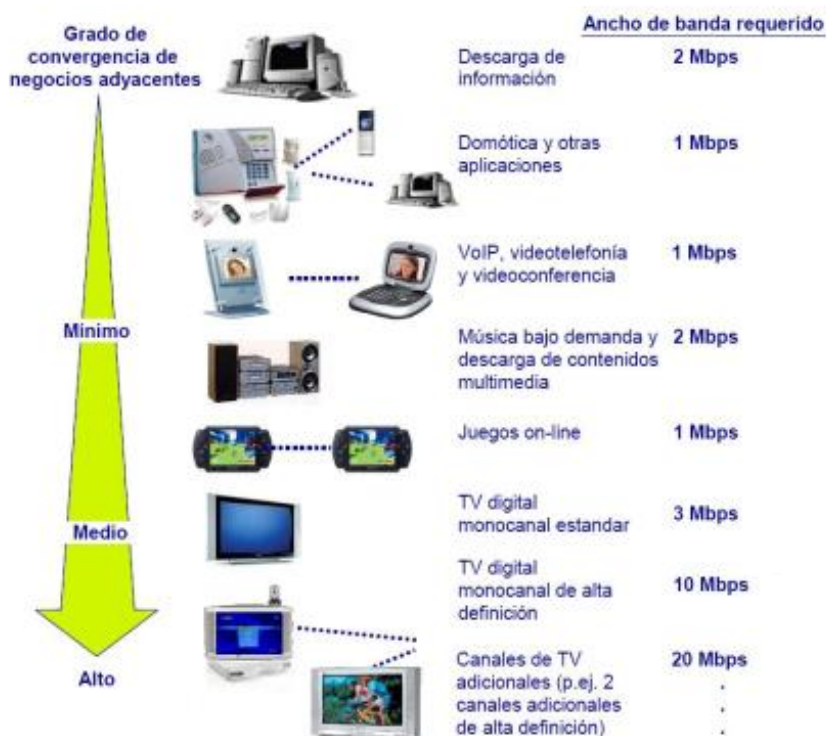 Grado de
convergencia de
negocios adyacentes
Ancho de banda requerido
Descarga de
información
2 Mbps
Domótica y otras
aplicaciones
1 Mbps
VoIP, videotelefonía
y videoconferencia
1 Mbps
Mínimo
Música bajo demanda y
descarga de contenidos
multimedia
2 Mbps
Juegos on-line
1 Mbps
TV digital
monocanal estandar
3 Mbps
Medio
TV digital
monocanal de alta
definición
10 Mbps
Alto
Canales de TV
adicionales (p.ej. 2
canales adicionales
de alta definición)
20 Mbps
.
.
.